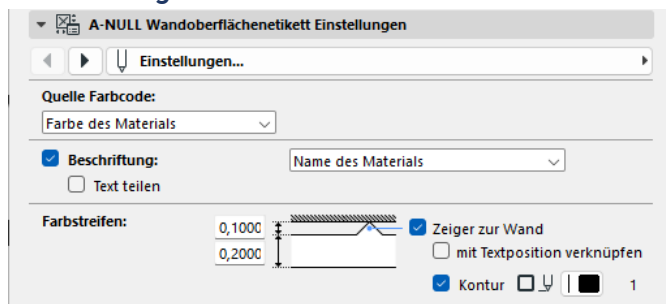 A-NULL Wandoberflächenetikett Einstellungen
Einstellungen...
Quelle Farbcode:
Farbe des Materials
Beschriftung: Name des Materials
Text teilen
Farbstreifen: 0,1000 Zeiger zur Wand
0,2000 mit Textposition verknüpfen
Kontur 1